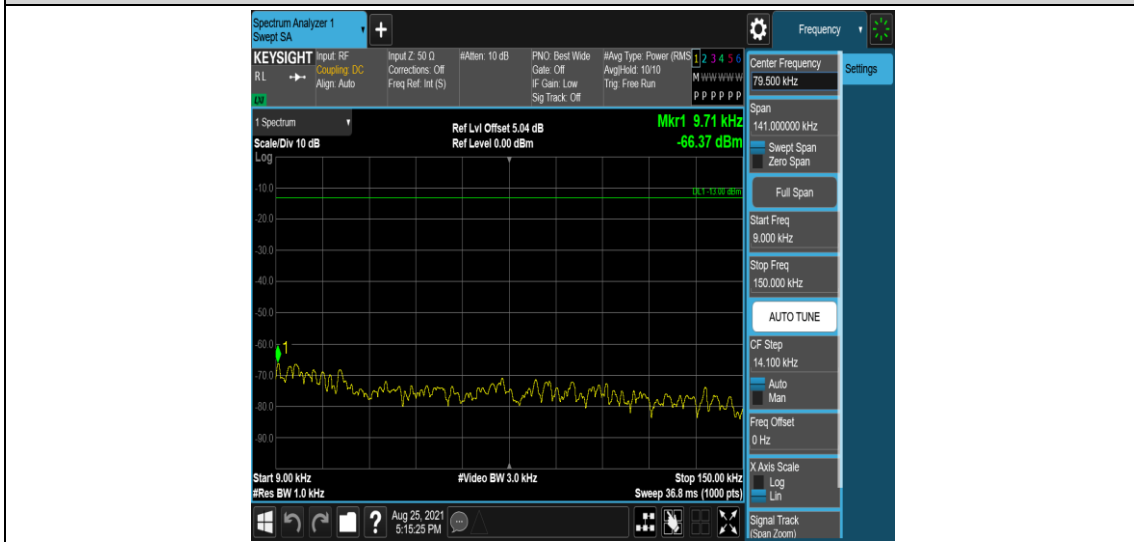 Spectrum Analyzer 1
Swept SA
+
Frequency
KEYSIGHT
RL
Input: RF
Coupling: DC
Align: Auto
Input Z: 50 Ω
Corrections: Off
Freq Ref: Int (S)
#Atten: 10 dB
PNO: Best Wide
Gate: Off
IF Gain: Low
Sig Track: Off
#Avg Type: Power (RMS
Avg|Hold: 10/10
Trig: Free Run
1 2 3 4 5 6
M W W W W W
P P P P P P
1 Spectrum
Scale/Div 10 dB
Log
Ref Lvl Offset 5.04 dB
Ref Level 0.00 dBm
Mkr1 9.71 kHz
-66.37 dBm
DL1 -13.00 dBm
-10.0
-20.0
-30.0
-40.0
-50.0
-60.0
-70.0
-80.0
-90.0
1
Start 9.00 kHz
#Res BW 1.0 kHz
#Video BW 3.0 kHz
Stop 150.00 kHz
Sweep 36.8 ms (1000 pts)
Center Frequency
79.500 kHz
Settings
Span
141.000000 kHz
Swept Span
Zero Span
Full Span
Start Freq
9.000 kHz
Stop Freq
150.000 kHz
AUTO TUNE
CF Step
14.100 kHz
Auto
Man
Freq Offset
0 Hz
X Axis Scale
Log
Lin
Signal Track
(Span Zoom)
?
Aug 25, 2021
5:15:25 PM